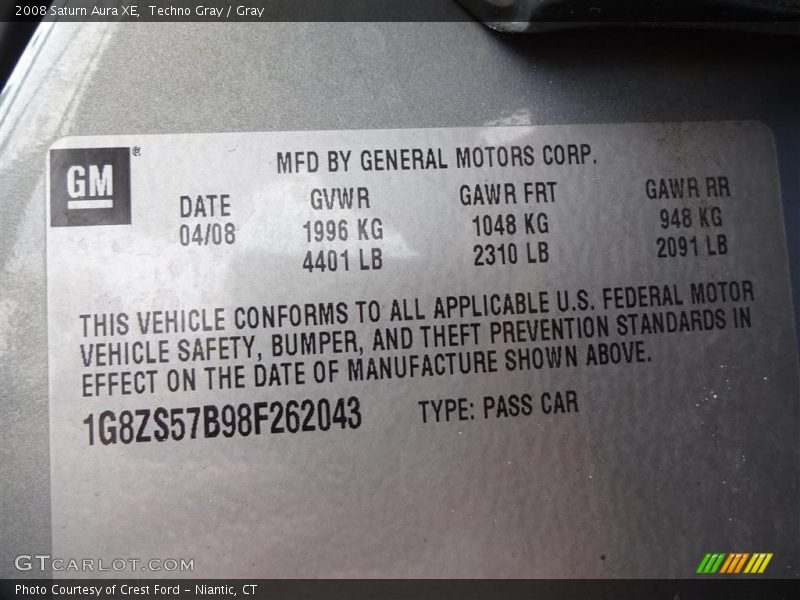 2008 Saturn Aura XE, Techno Gray / Gray
GM
MFD BY GENERAL MOTORS CORP.
DATE GVWR GAWR FRT GAWR RR
04/08 1996 KG 1048 KG 948 KG
4401 LB 2310 LB 2091 LB
THIS VEHICLE CONFORMS TO ALL APPLICABLE U.S. FEDERAL MOTOR
VEHICLE SAFETY, BUMPER, AND THEFT PREVENTION STANDARDS IN
EFFECT ON THE DATE OF MANUFACTURE SHOWN ABOVE.
1G8ZS57B98F262043 TYPE: PASS CAR
GTCARLOT.COM
Photo Courtesy of Crest Ford - Niantic, CT